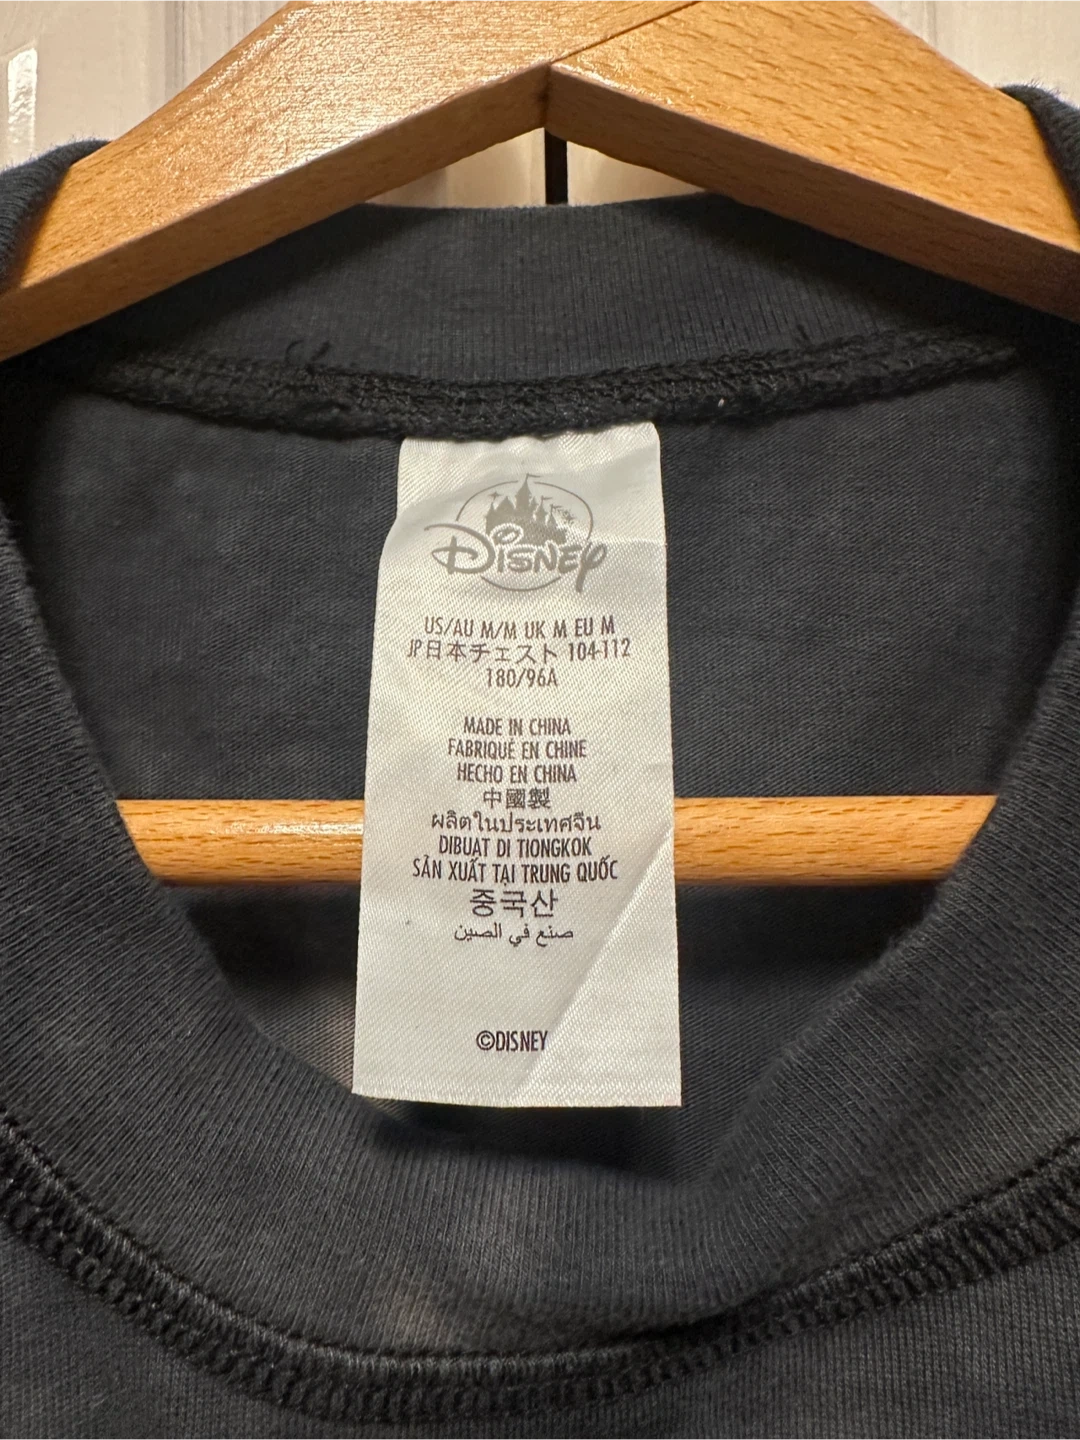 DISNEY
US/AU M/M UK M EU M
JP日本チェスト 104-112
180/96A
MADE IN CHINA
FABRIQUÉ EN CHINE
HECHO EN CHINA
中國製
ผลิตในประเทศจีน
DIBUAT DI TIONGKOK
SẢN XUẤT TẠI TRUNG QUỐC
중국산
صنع في الصين
©DISNEY